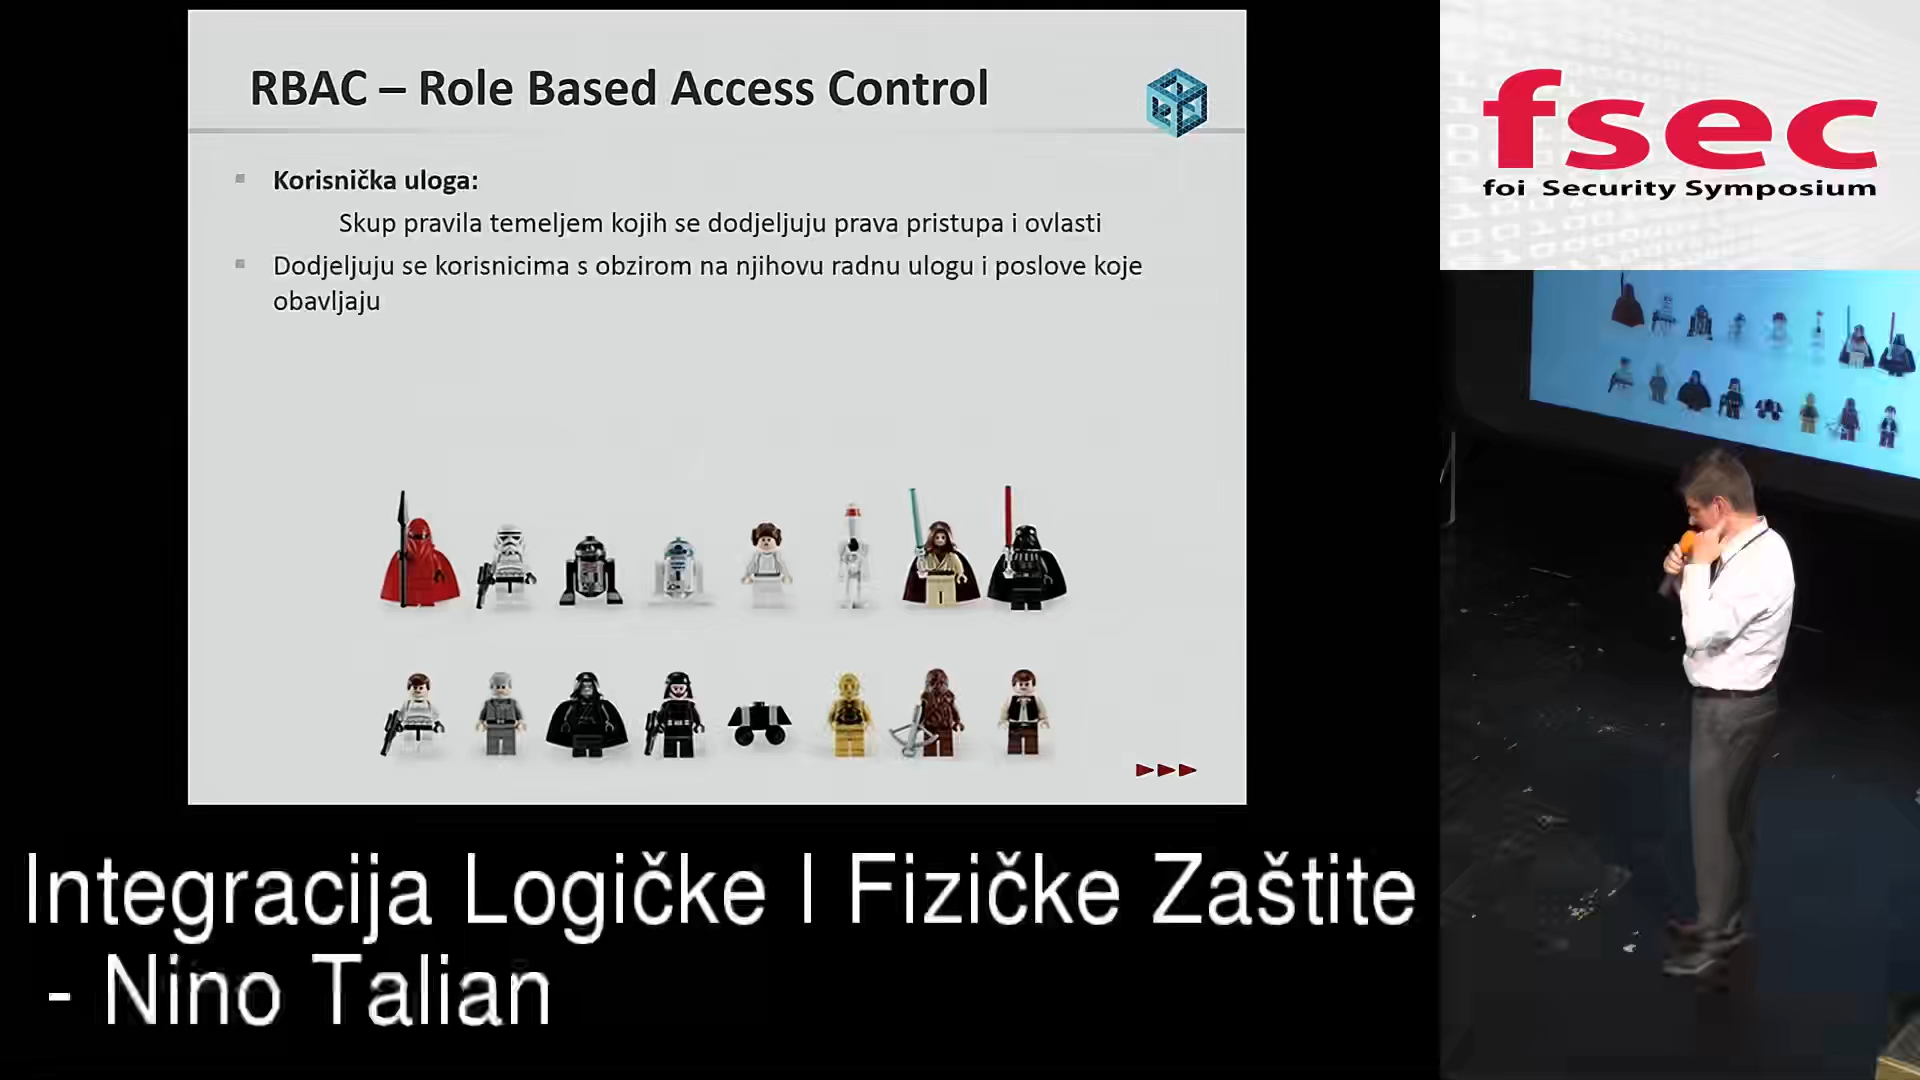 RBAC – Role Based Access Control
Korisnička uloga:
Skup pravila temeljem kojih se dodjeljuju prava pristupa i ovlasti
Dodjeljuju se korisnicima s obzirom na njihovu radnu ulogu i poslove koje
obavljaju
fsec
foi Security Symposium
Integracija Logičke I Fizičke Zaštite
- Nino Talian